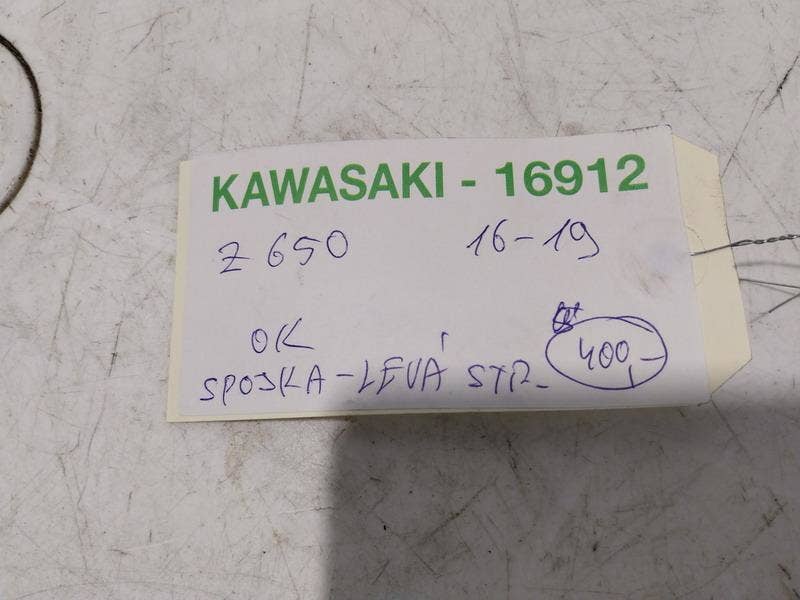 KAWASAKI - 16912
Z 650 16-19
OK
SPOJKA - LEVÁ STR. 400,-